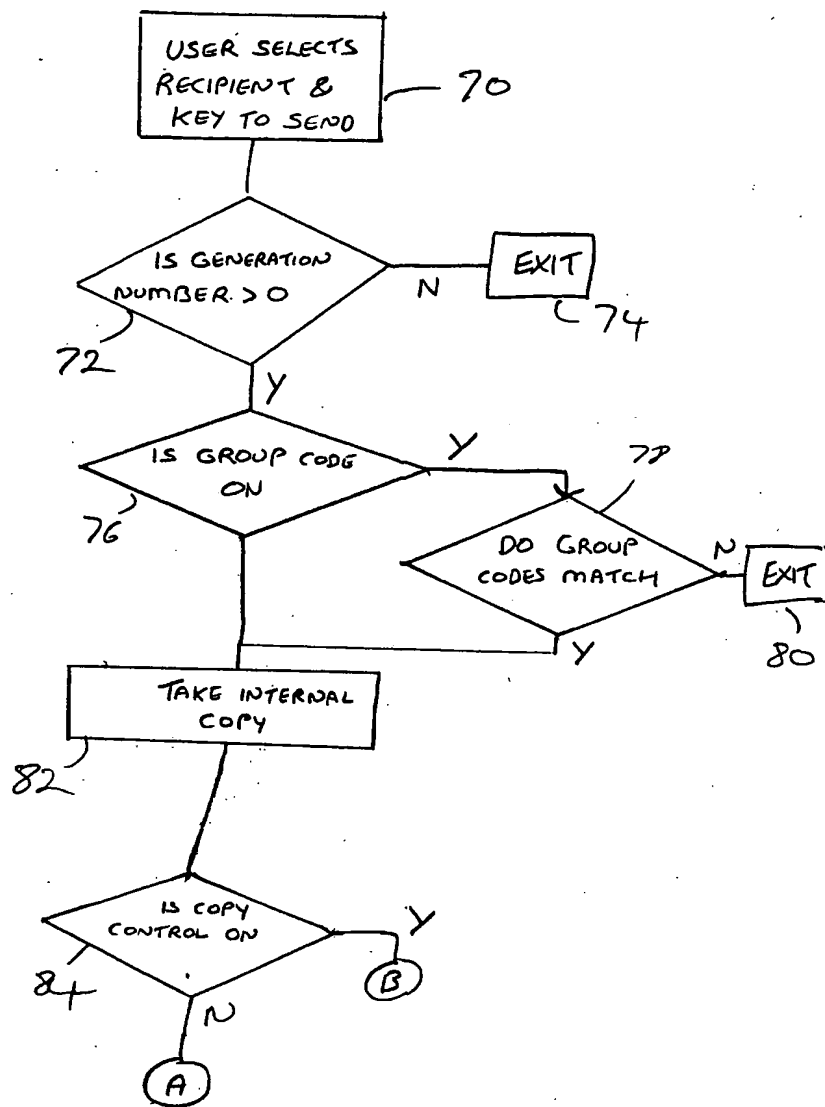 USER SELECTS
RECIPIENT &
KEY TO SEND
70
IS GENERATION
NUMBER > 0
N
EXIT
74
72
Y
IS GROUP CODE
ON
Y
76
78
DO GROUP
CODES MATCH
N
EXIT
80
Y
TAKE INTERNAL
COPY
82
IS COPY
CONTROL ON
Y
B
84
N
A